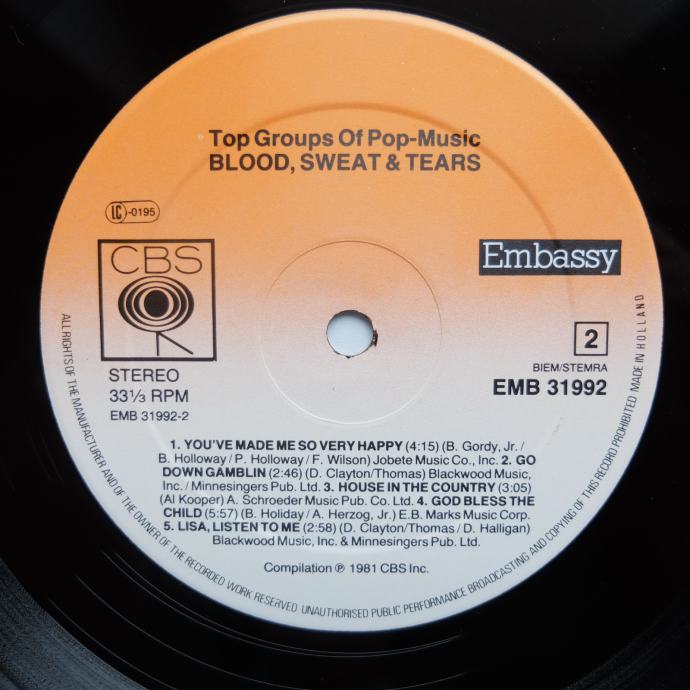 Top Groups Of Pop-Music
BLOOD, SWEAT & TEARS
LC-0195
CBS
Embassy
2
STEREO
33⅓ RPM
EMB 31992-2
BIEM/STEMRA
EMB 31992
1. YOU'VE MADE ME SO VERY HAPPY (4:15) (B. Gordy, Jr. /
B. Holloway / P. Holloway / F. Wilson) Jobete Music Co., Inc. 2. GO
DOWN GAMBLIN (2:46) (D. Clayton/Thomas) Blackwood Music,
Inc. / Minnesingers Pub. Ltd. 3. HOUSE IN THE COUNTRY (3:05)
(Al Kooper) A. Schroeder Music Pub. Co. Ltd. 4. GOD BLESS THE
CHILD (5:57) (B. Holiday / A. Herzog, Jr.) E.B. Marks Music Corp.
5. LISA, LISTEN TO ME (2:58) (D. Clayton/Thomas / D. Halligan)
Blackwood Music, Inc. & Minnesingers Pub. Ltd.
Compilation ℗ 1981 CBS Inc.
ALL RIGHTS OF THE MANUFACTURER AND OF THE OWNER OF THE RECORDED WORK RESERVED UNAUTHORISED PUBLIC PERFORMANCE BROADCASTING AND COPYING OF THIS RECORD PROHIBITED MADE IN HOLLAND